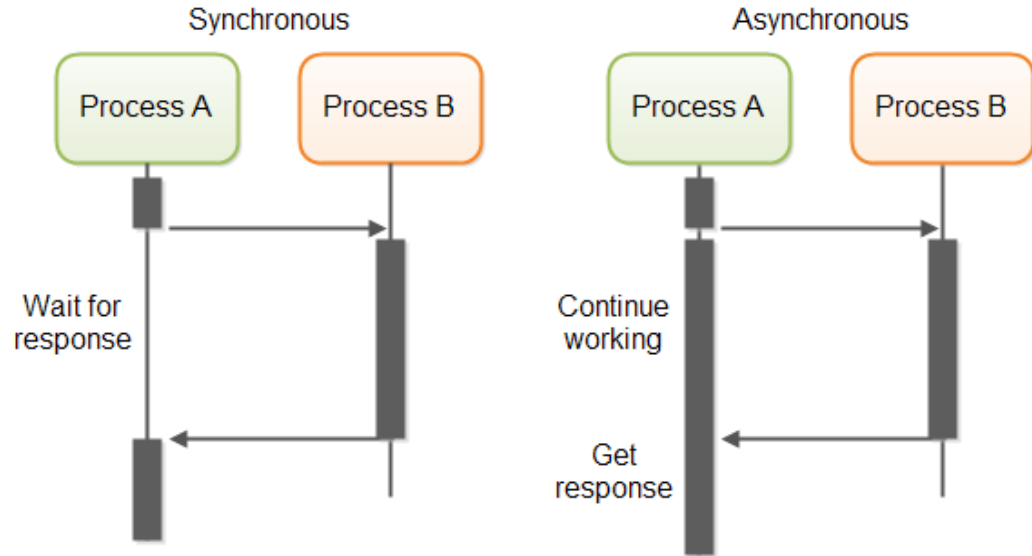 Synchronous
Process A
Process B
Wait for
response
Asynchronous
Process A
Process B
Continue
working
Get
response